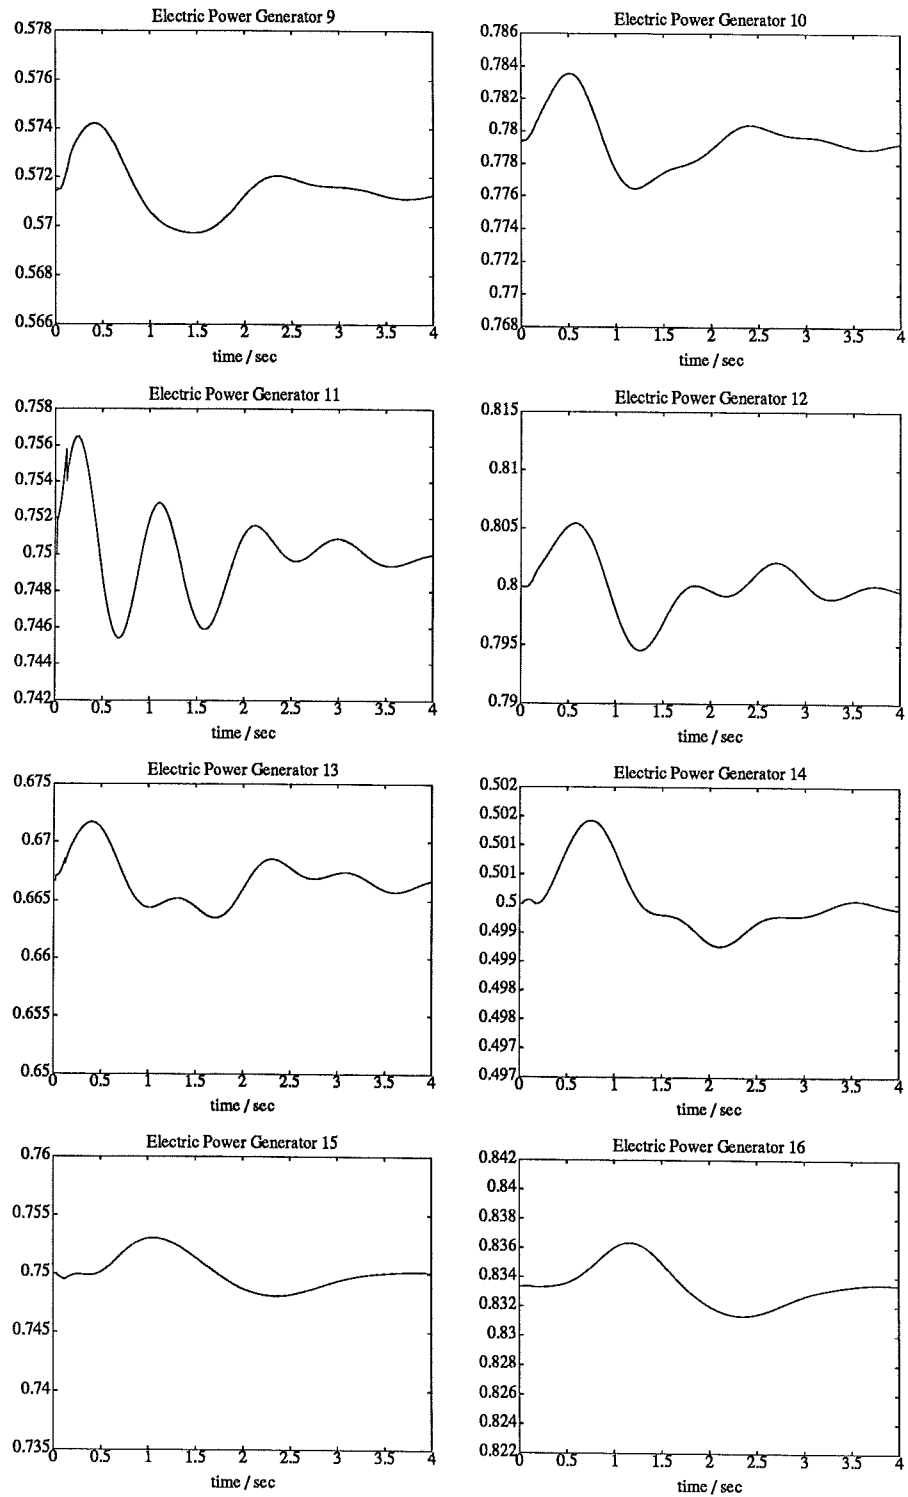 Electric Power Generator 9
0.578
0.576
0.574
0.572
0.57
0.568
0.566
0 0.5 1 1.5 2 2.5 3 3.5 4
time / sec
Electric Power Generator 10
0.786
0.784
0.782
0.78
0.778
0.776
0.774
0.772
0.77
0.768
0 0.5 1 1.5 2 2.5 3 3.5 4
time / sec
Electric Power Generator 11
0.758
0.756
0.754
0.752
0.75
0.748
0.746
0.744
0.742
0 0.5 1 1.5 2 2.5 3 3.5 4
time / sec
Electric Power Generator 12
0.815
0.81
0.805
0.8
0.795
0.79
0 0.5 1 1.5 2 2.5 3 3.5 4
time / sec
Electric Power Generator 13
0.675
0.67
0.665
0.66
0.655
0.65
0 0.5 1 1.5 2 2.5 3 3.5 4
time / sec
Electric Power Generator 14
0.502
0.502
0.501
0.501
0.5
0.499
0.499
0.498
0.498
0.497
0.497
0 0.5 1 1.5 2 2.5 3 3.5 4
time / sec
Electric Power Generator 15
0.76
0.755
0.75
0.745
0.74
0.735
0 0.5 1 1.5 2 2.5 3 3.5 4
time / sec
Electric Power Generator 16
0.842
0.84
0.838
0.836
0.834
0.832
0.83
0.828
0.826
0.824
0.822
0 0.5 1 1.5 2 2.5 3 3.5 4
time / sec